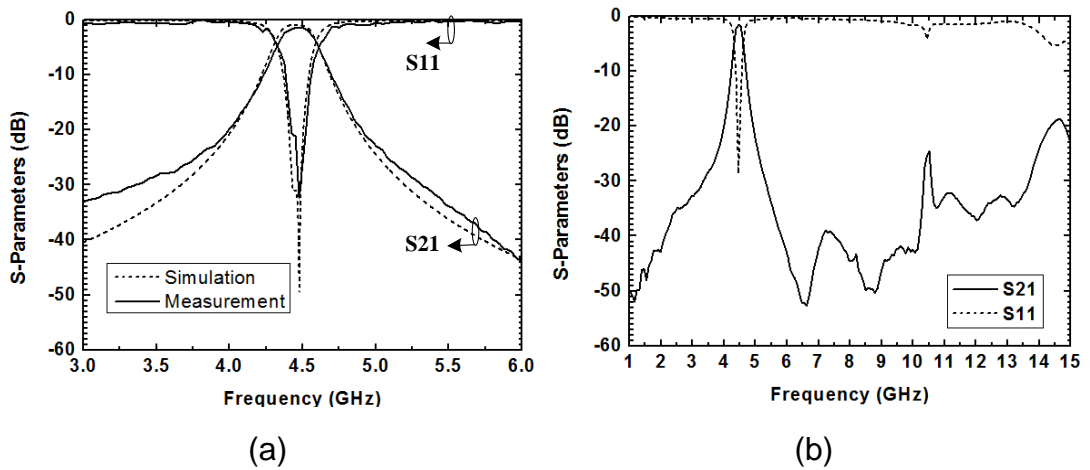 0
-10
-20
-30
-40
-50
-60
S-Parameters (dB)
S11
S21
Simulation
Measurement
3.0 3.5 4.0 4.5 5.0 5.5 6.0
Frequency (GHz)
(a)
0
-10
-20
-30
-40
-50
-60
S-Parameters (dB)
S21
S11
1 2 3 4 5 6 7 8 9 10 11 12 13 14 15
Frequency (GHz)
(b)